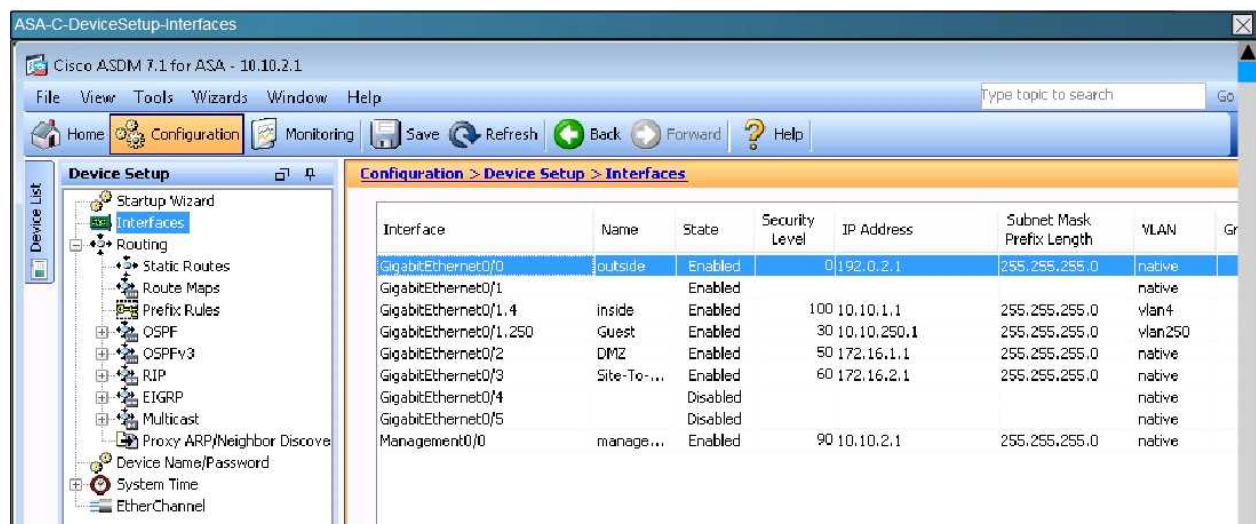 ASA-C-DeviceSetup-Interfaces
Cisco ASDM 7.1 for ASA - 10.10.2.1
File View Tools Wizards Window Help
Type topic to search
Go
Home Configuration Monitoring Save Refresh Back Forward Help
Device List
Device Setup
Startup Wizard
Interfaces
Routing
Static Routes
Route Maps
Prefix Rules
OSPF
OSPFv3
RIP
EIGRP
Multicast
Proxy ARP/Neighbor Discove
Device Name/Password
System Time
EtherChannel
Configuration > Device Setup > Interfaces
Interface Name State Security Level IP Address Subnet Mask Prefix Length VLAN Gr
GigabitEthernet0/0 outside Enabled 0 192.0.2.1 255.255.255.0 native
GigabitEthernet0/1 Enabled native
GigabitEthernet0/1.4 inside Enabled 100 10.10.1.1 255.255.255.0 vlan4
GigabitEthernet0/1.250 Guest Enabled 30 10.10.250.1 255.255.255.0 vlan250
GigabitEthernet0/2 DMZ Enabled 50 172.16.1.1 255.255.255.0 native
GigabitEthernet0/3 Site-To-... Enabled 60 172.16.2.1 255.255.255.0 native
GigabitEthernet0/4 Disabled native
GigabitEthernet0/5 Disabled native
Management0/0 manage... Enabled 90 10.10.2.1 255.255.255.0 native